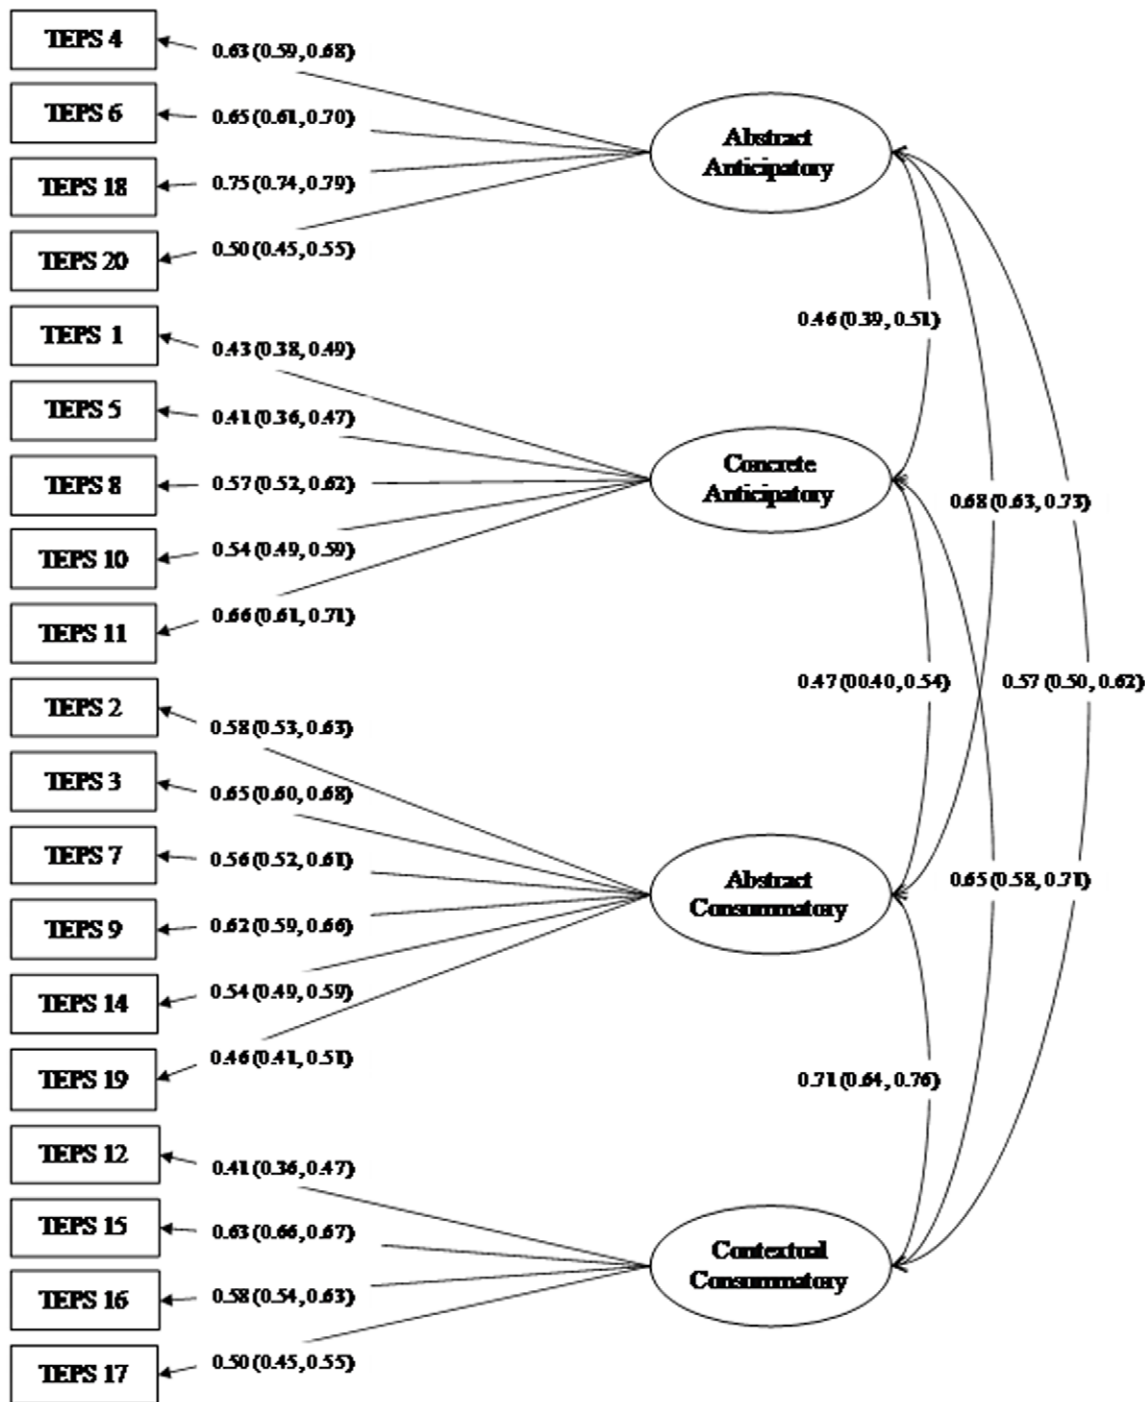 TEPS 4
0.63 (0.59, 0.68)
TEPS 6
0.65 (0.61, 0.70)
TEPS 18
0.75 (0.74, 0.79)
TEPS 20
0.50 (0.45, 0.55)
Abstract
Anticipatory
TEPS 1
0.43 (0.38, 0.49)
TEPS 5
0.41 (0.36, 0.47)
TEPS 8
0.57 (0.52, 0.62)
TEPS 10
0.54 (0.49, 0.59)
TEPS 11
0.66 (0.61, 0.71)
Concrete
Anticipatory
TEPS 2
0.58 (0.53, 0.63)
TEPS 3
0.65 (0.60, 0.68)
TEPS 7
0.56 (0.52, 0.61)
TEPS 9
0.62 (0.59, 0.66)
TEPS 14
0.54 (0.49, 0.59)
TEPS 19
0.46 (0.41, 0.51)
Abstract
Consummatory
TEPS 12
0.41 (0.36, 0.47)
TEPS 15
0.63 (0.66, 0.67)
TEPS 16
0.58 (0.54, 0.63)
TEPS 17
0.50 (0.45, 0.55)
Contextual
Consummatory
0.46 (0.39, 0.51)
0.68 (0.63, 0.73)
0.47 (00.40, 0.54)
0.57 (0.50, 0.62)
0.65 (0.58, 0.71)
0.71 (0.64, 0.76)